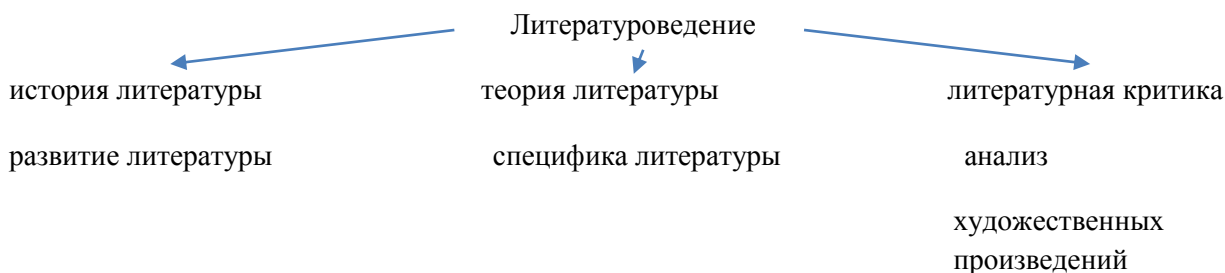 Литературоведение
история литературы теория литературы литературная критика
развитие литературы специфика литературы анализ
художественных
произведений